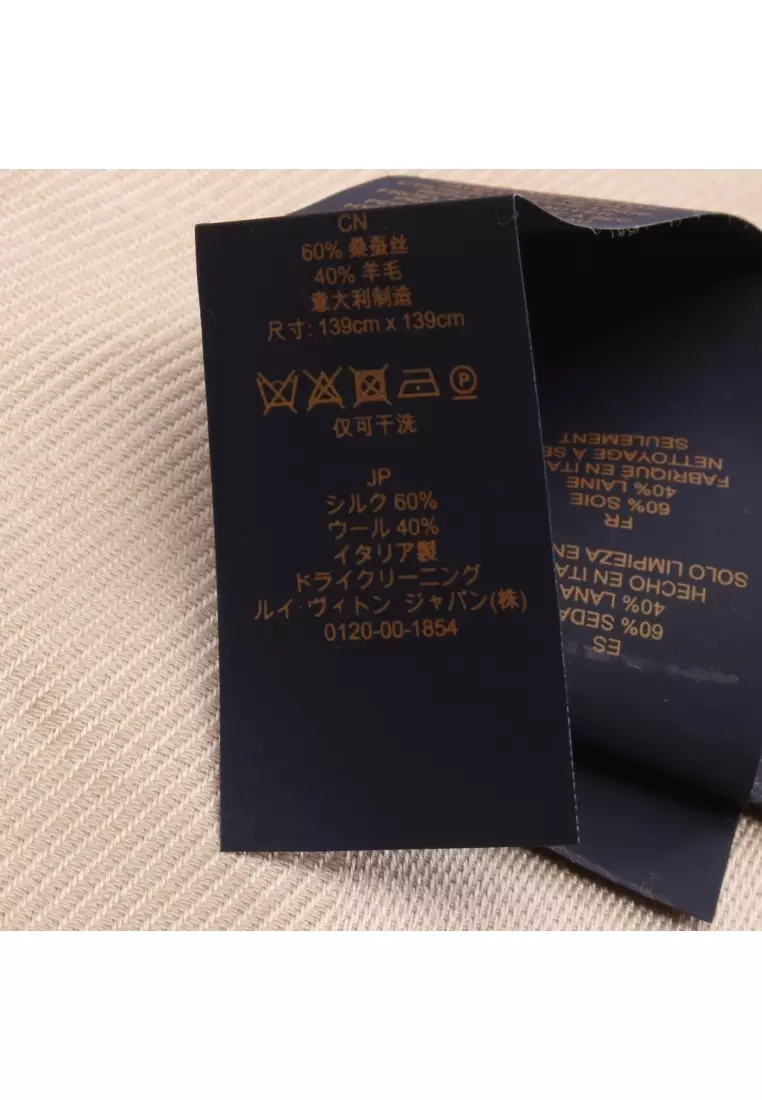 CN
60% 桑蚕丝
40% 羊毛
意大利制造
尺寸: 139cm x 139cm
P
仅可干洗
JP
シルク 60%
ウール 40%
イタリア製
ドライクリーニング
ルイ·ヴィトン ジャパン(株)
0120-00-1854
ES
60% SEDA
40% LANA
HECHO EN ITA
SOLO LIMPIEZA EN
FR
60% SOIE
40% LAINE
FABRIQUE EN ITA
NETTOYAGE A SE
SEULEMENT